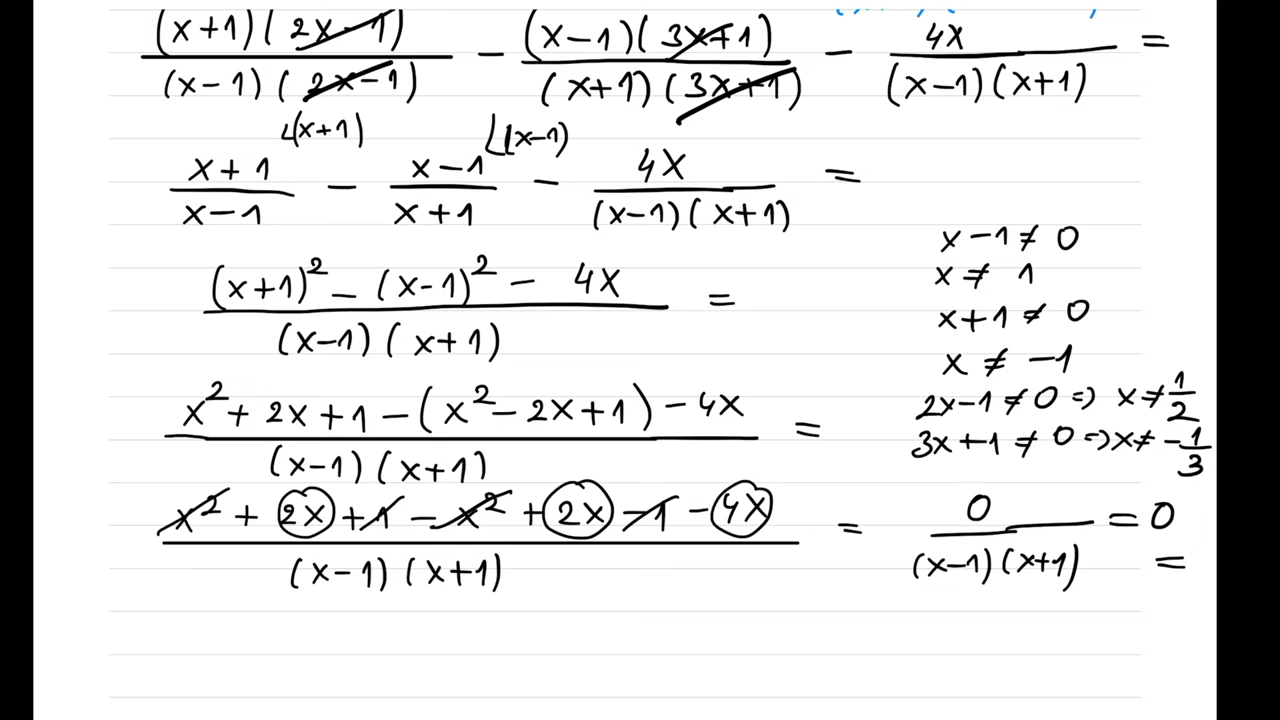 (x+1)(2x-1) / (x-1)(2x-1) - (x-1)(3x+1) / (x+1)(3x+1) - 4x / (x-1)(x+1) =
∠(x+1) ∠(x-1)
x+1 / x-1 - x-1 / x+1 - 4x / (x-1)(x+1) =
(x+1)² - (x-1)² - 4x / (x-1)(x+1) =
x² + 2x + 1 - (x² - 2x + 1) - 4x / (x-1)(x+1) =
x² + 2x + 1 - x² + 2x - 1 - 4x / (x-1)(x+1) = 0 / (x-1)(x+1) = 0
=
x - 1 ≠ 0
x ≠ 1
x + 1 ≠ 0
x ≠ -1
2x - 1 ≠ 0 => x ≠ 1/2
3x + 1 ≠ 0 => x ≠ -1/3